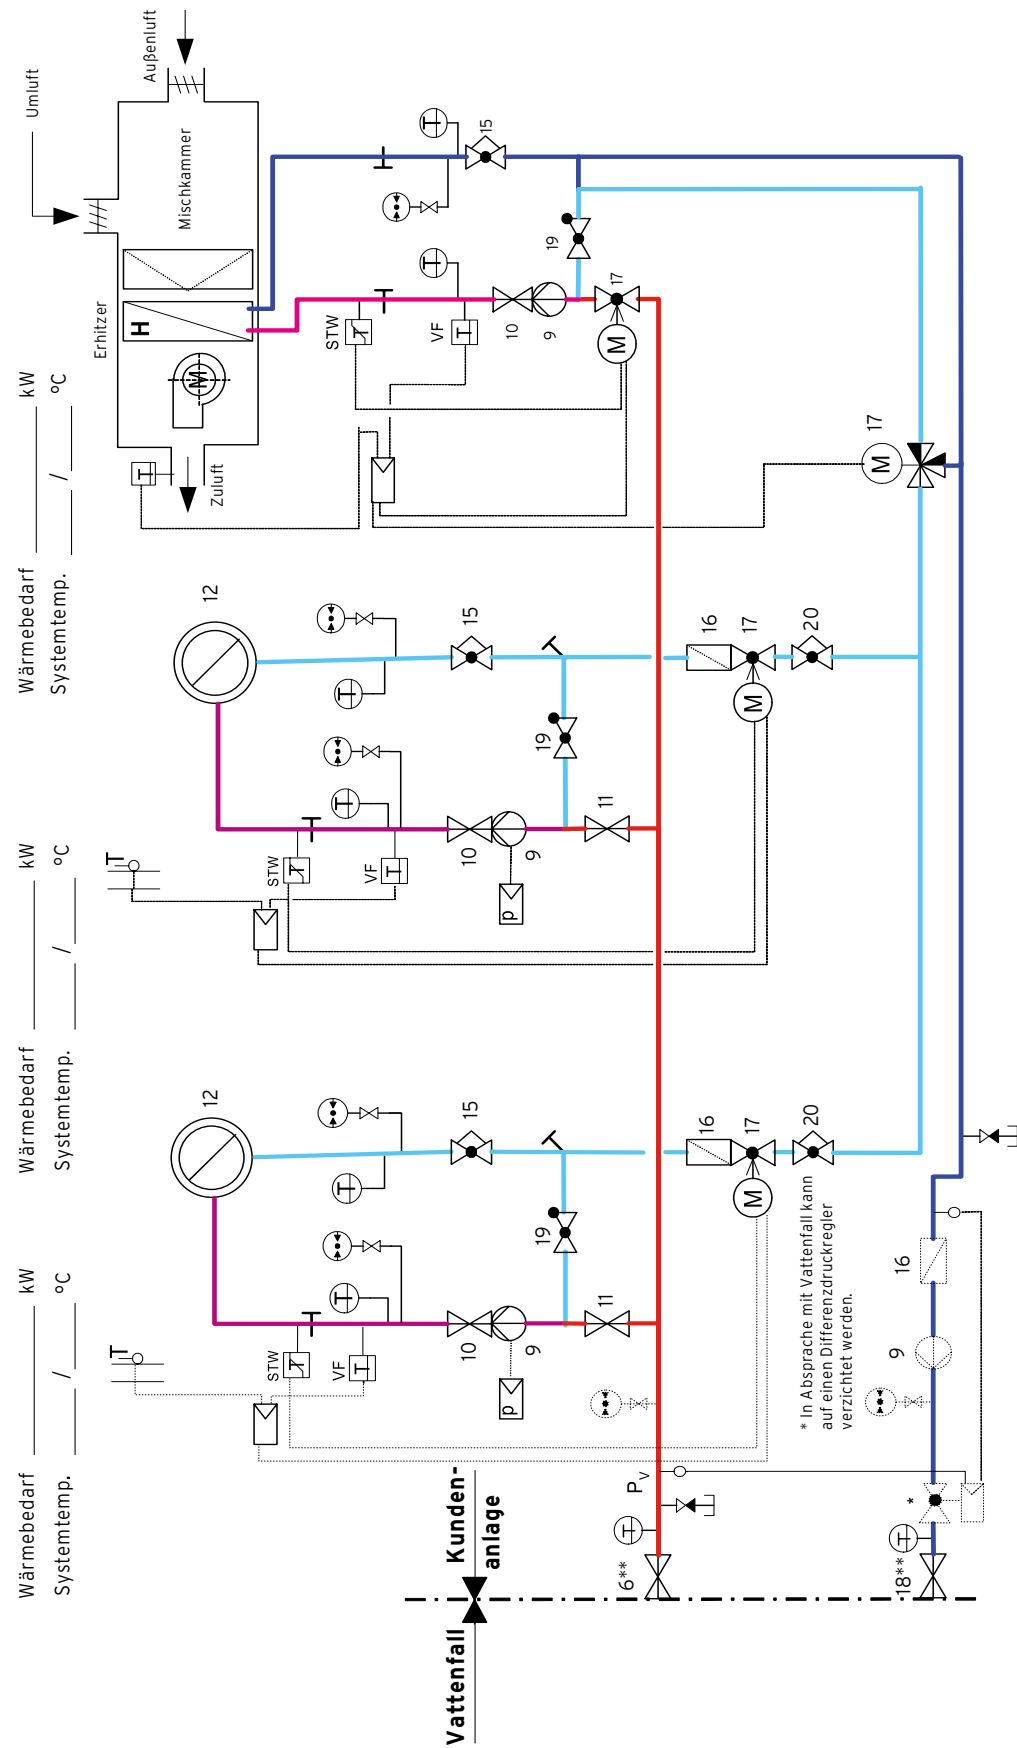 Wärmebedarf kW
Systemtemp. / °C
Wärmebedarf kW
Systemtemp. / °C
Wärmebedarf kW
Systemtemp. / °C
Umluft
Außenluft
Mischkammer
Erhitzer
H
M
T
Zuluft
T
STW
VF
T
T
12
T
15
10
9
p
19
11
16
17
M
20
T
STW
VF
T
T
12
T
15
10
9
p
19
11
16
17
M
20
STW
T
VF
T
T
T
15
10
9
19
17
M
17
M
* In Absprache mit Vattenfall kann
auf einen Differenzdruckregler
verzichtet werden.
Vattenfall
Kunden-
anlage
6**
T
PV
18**
T
*
9
16